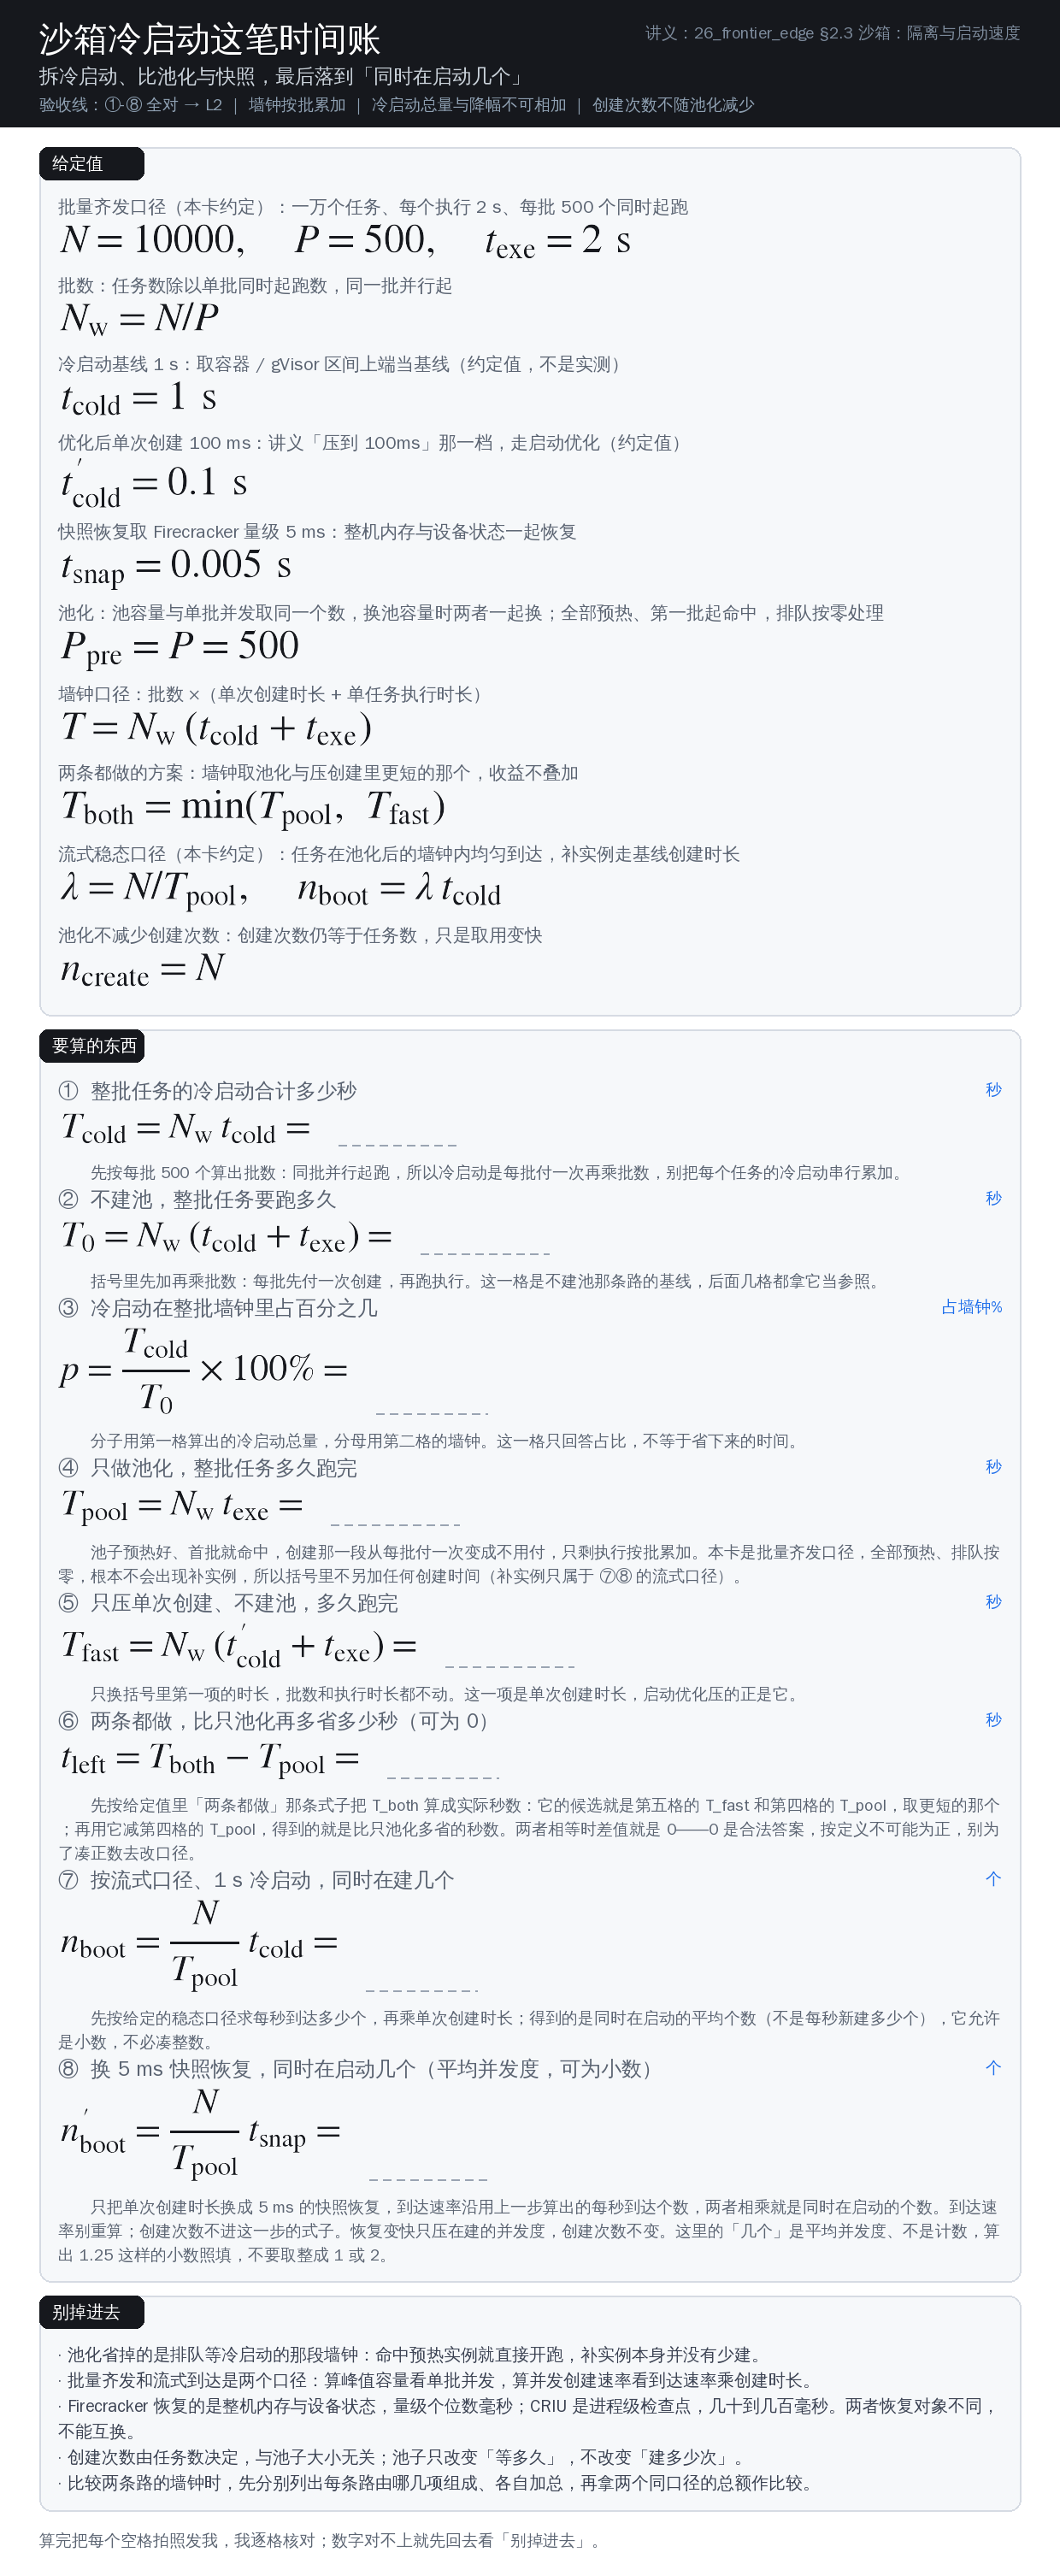 沙箱冷启动这笔时间账
讲义：26_frontier_edge §2.3 沙箱：隔离与启动速度
拆冷启动、比池化与快照，最后落到「同时在启动几个」
验收线：①-⑧ 全对 → L2 ｜ 墙钟按批累加 ｜ 冷启动总量与降幅不可相加 ｜ 创建次数不随池化减少
给定值
批量齐发口径（本卡约定）：一万个任务、每个执行 2 s、每批 500 个同时起跑
N = 10000, P = 500, t_exe = 2 s
批数：任务数除以单批同时起跑数，同一批并行起
N_w = N/P
冷启动基线 1 s：取容器 / gVisor 区间上端当基线（约定值，不是实测）
t_cold = 1 s
优化后单次创建 100 ms：讲义「压到 100ms」那一档，走启动优化（约定值）
t′_cold = 0.1 s
快照恢复取 Firecracker 量级 5 ms：整机内存与设备状态一起恢复
t_snap = 0.005 s
池化：池容量与单批并发取同一个数，换池容量时两者一起换；全部预热、第一批起命中，排队按零处理
P_pre = P = 500
墙钟口径：批数 ×（单次创建时长 + 单任务执行时长）
T = N_w (t_cold + t_exe)
两条都做的方案：墙钟取池化与压创建里更短的那个，收益不叠加
T_both = min(T_pool, T_fast)
流式稳态口径（本卡约定）：任务在池化后的墙钟内均匀到达，补实例走基线创建时长
λ = N/T_pool, n_boot = λ t_cold
池化不减少创建次数：创建次数仍等于任务数，只是取用变快
n_create = N
要算的东西
① 整批任务的冷启动合计多少秒 秒
T_cold = N_w t_cold =
先按每批 500 个算出批数：同批并行起跑，所以冷启动是每批付一次再乘批数，别把每个任务的冷启动串行累加。
② 不建池，整批任务要跑多久 秒
T_0 = N_w (t_cold + t_exe) =
括号里先加再乘批数：每批先付一次创建，再跑执行。这一格是不建池那条路的基线，后面几格都拿它当参照。
③ 冷启动在整批墙钟里占百分之几 占墙钟%
p = T_cold / T_0 × 100% =
分子用第一格算出的冷启动总量，分母用第二格的墙钟。这一格只回答占比，不等于省下来的时间。
④ 只做池化，整批任务多久跑完 秒
T_pool = N_w t_exe =
池子预热好、首批就命中，创建那一段从每批付一次变成不用付，只剩执行按批累加。本卡是批量齐发口径，全部预热、排队按
零，根本不会出现补实例，所以括号里不另加任何创建时间（补实例只属于 ⑦⑧ 的流式口径）。
⑤ 只压单次创建、不建池，多久跑完 秒
T_fast = N_w (t′_cold + t_exe) =
只换括号里第一项的时长，批数和执行时长都不动。这一项是单次创建时长，启动优化压的正是它。
⑥ 两条都做，比只池化再多省多少秒（可为 0） 秒
t_left = T_both − T_pool =
先按给定值里「两条都做」那条式子把 T_both 算成实际秒数：它的候选就是第五格的 T_fast 和第四格的 T_pool，取更短的那个
；再用它减第四格的 T_pool，得到的就是比只池化多省的秒数。两者相等时差值就是 0——0 是合法答案，按定义不可能为正，别为
了凑正数去改口径。
⑦ 按流式口径、1 s 冷启动，同时在建几个 个
n_boot = N / T_pool t_cold =
先按给定的稳态口径求每秒到达多少个，再乘单次创建时长；得到的是同时在启动的平均个数（不是每秒新建多少个），它允许
是小数，不必凑整数。
⑧ 换 5 ms 快照恢复，同时在启动几个（平均并发度，可为小数） 个
n′_boot = N / T_pool t_snap =
只把单次创建时长换成 5 ms 的快照恢复，到达速率沿用上一步算出的每秒到达个数，两者相乘就是同时在启动的个数。到达速
率别重算；创建次数不进这一步的式子。恢复变快只压在建的并发度，创建次数不变。这里的「几个」是平均并发度、不是计数，算
出 1.25 这样的小数照填，不要取整成 1 或 2。
别掉进去
· 池化省掉的是排队等冷启动的那段墙钟：命中预热实例就直接开跑，补实例本身并没有少建。
· 批量齐发和流式到达是两个口径：算峰值容量看单批并发，算并发创建速率看到达速率乘创建时长。
· Firecracker 恢复的是整机内存与设备状态，量级个位数毫秒；CRIU 是进程级检查点，几十到几百毫秒。两者恢复对象不同，
不能互换。
· 创建次数由任务数决定，与池子大小无关；池子只改变「等多久」，不改变「建多少次」。
· 比较两条路的墙钟时，先分别列出每条路由哪几项组成、各自加总，再拿两个同口径的总额作比较。
算完把每个空格拍照发我，我逐格核对；数字对不上就先回去看「别掉进去」。